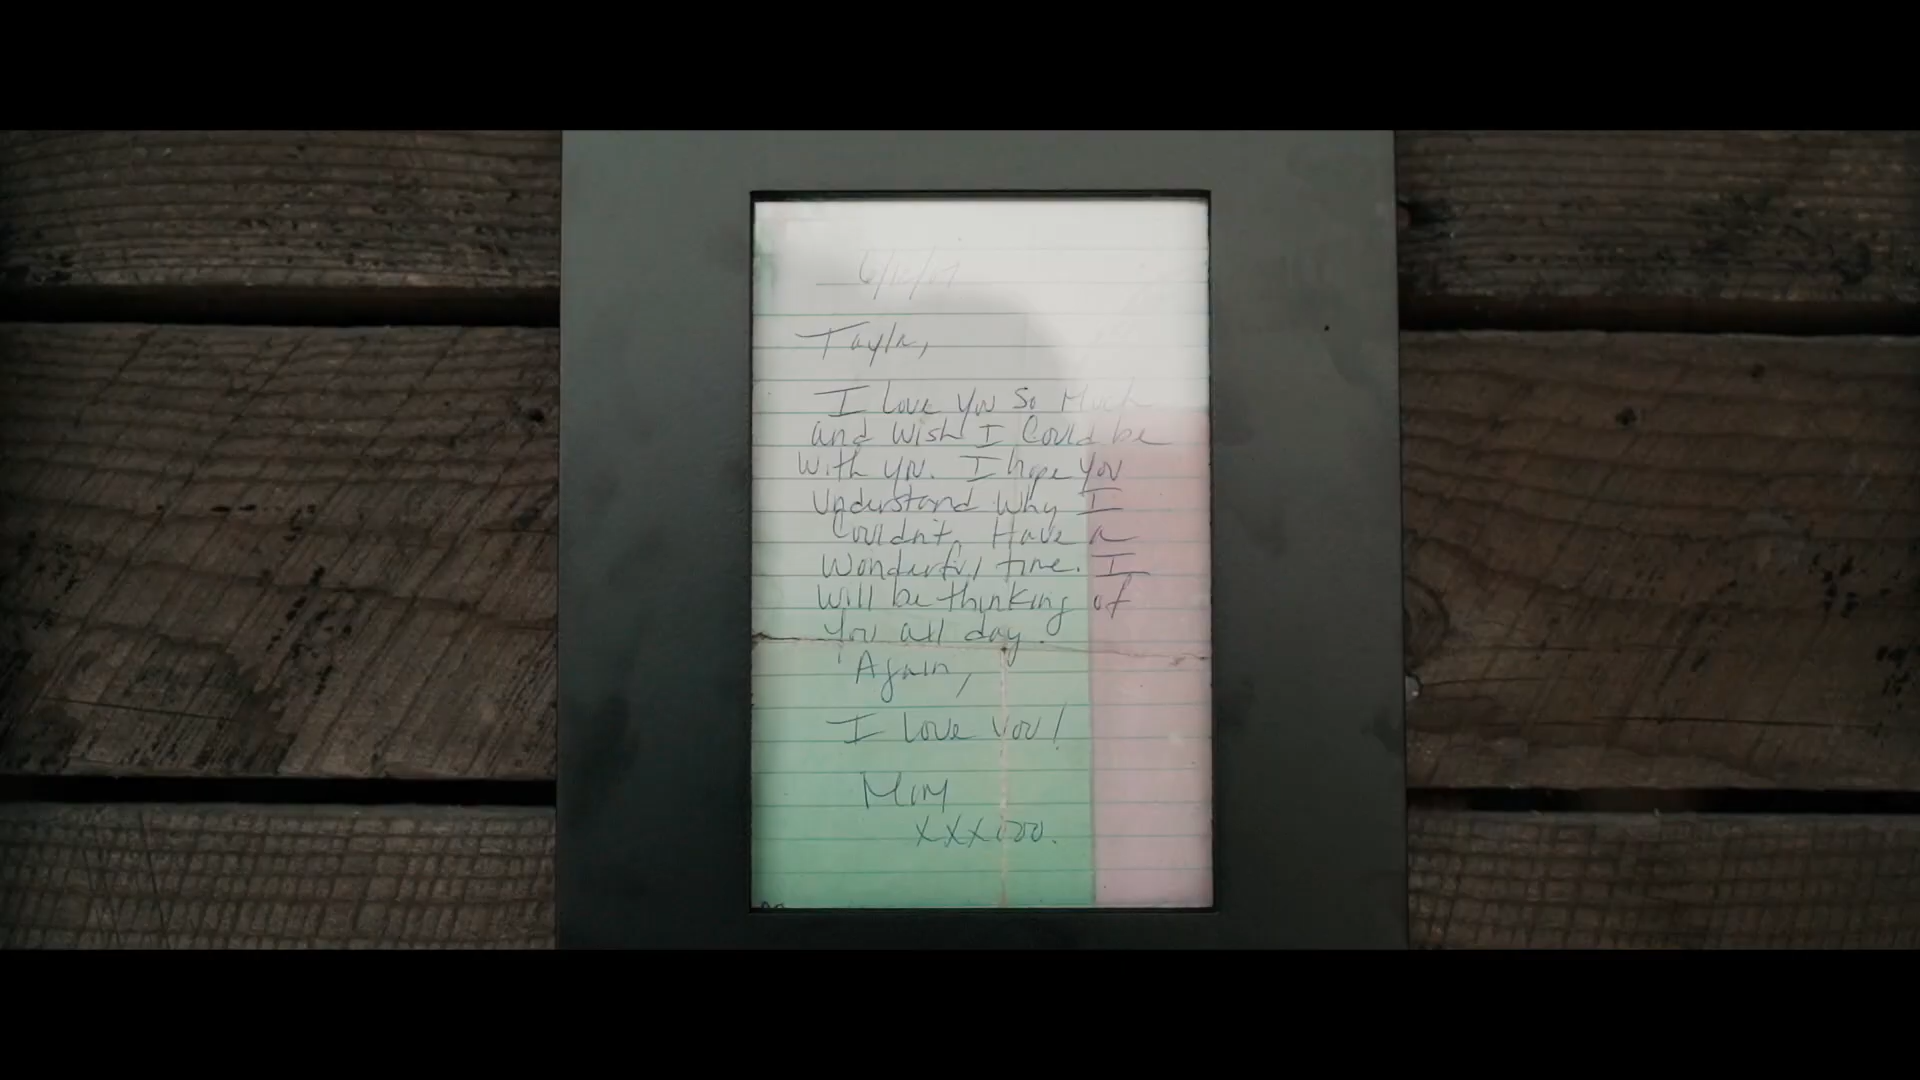 Tayla,
I Love You So Much
and Wish I Could be
With you. I hope you
Understand Why I
Couldn't. Have a
Wonderful time. I
Will be thinking of
You all day.
Again,
I Love You!
Mum
XXXOOO.